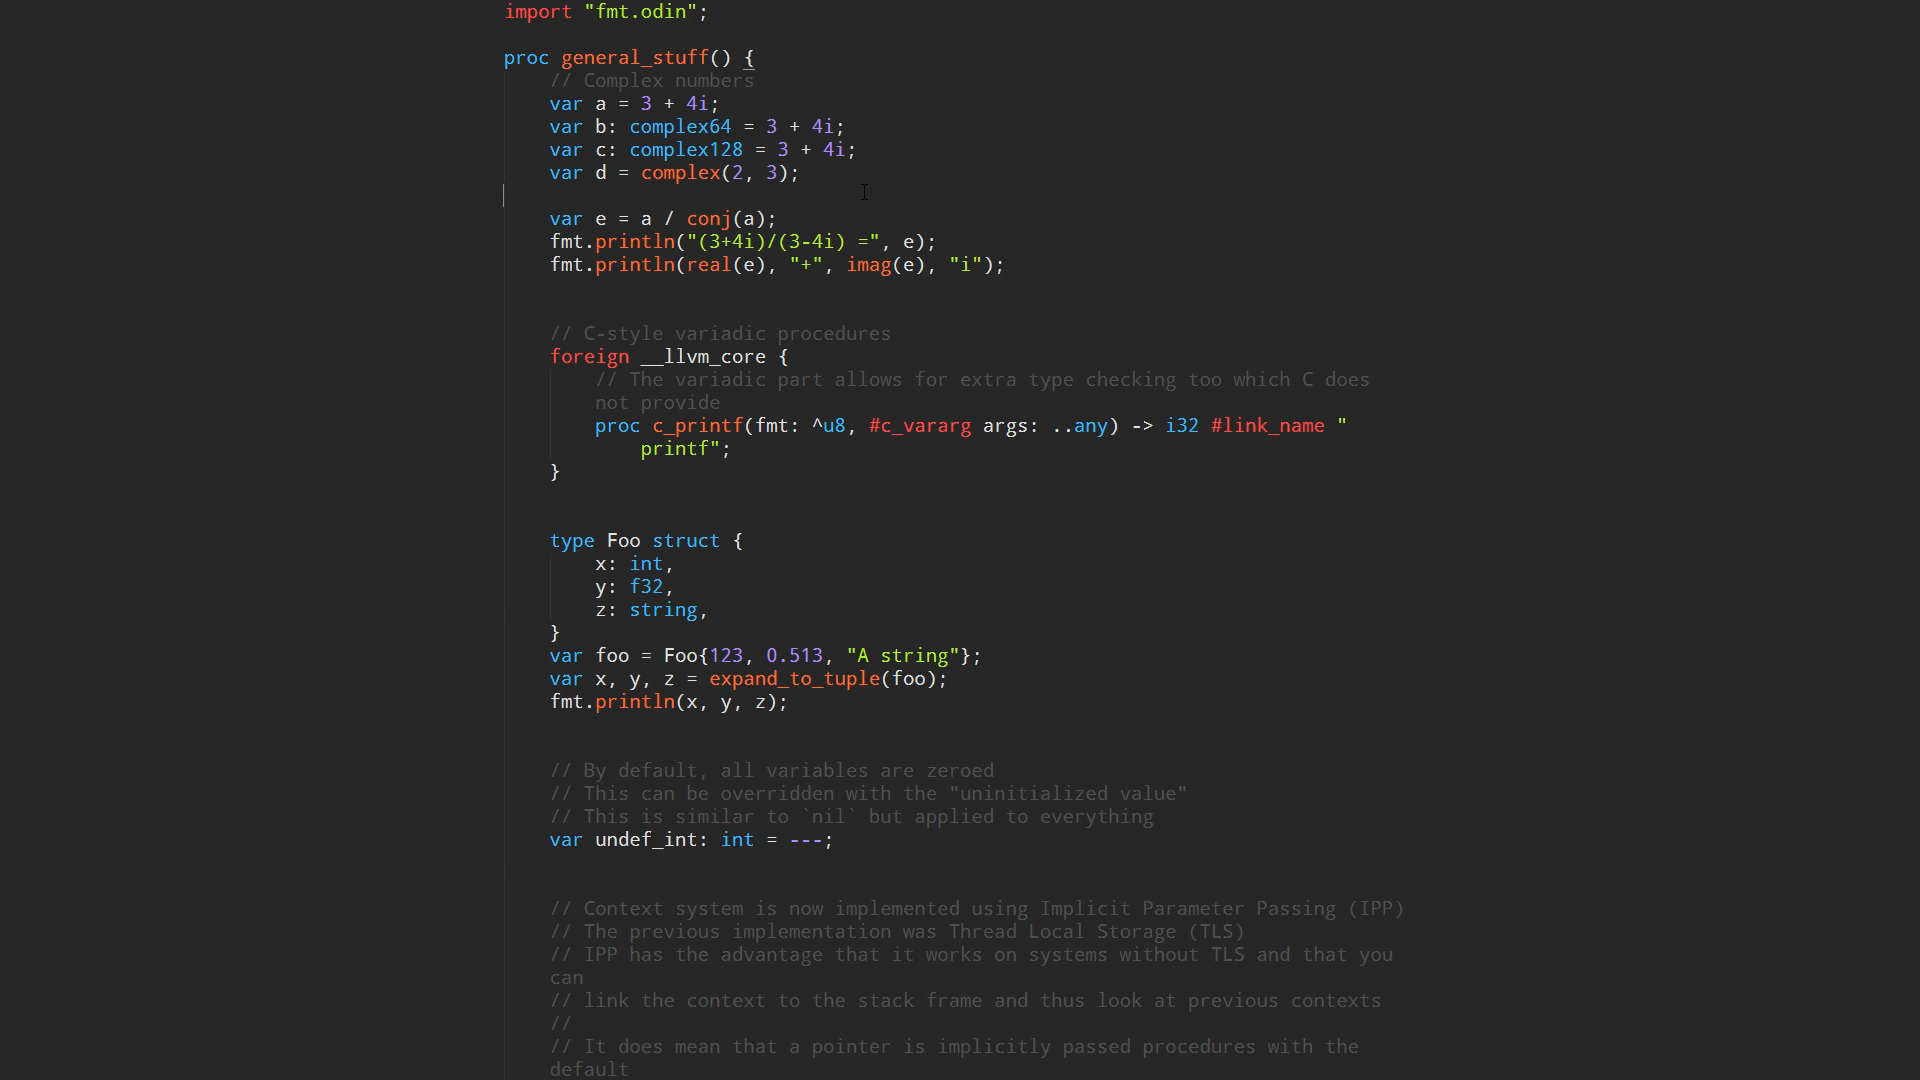 import "fmt.odin";
proc general_stuff() {
// Complex numbers
var a = 3 + 4i;
var b: complex64 = 3 + 4i;
var c: complex128 = 3 + 4i;
var d = complex(2, 3);
var e = a / conj(a);
fmt.println("(3+4i)/(3-4i) =", e);
fmt.println(real(e), "+", imag(e), "i");
// C-style variadic procedures
foreign __llvm_core {
// The variadic part allows for extra type checking too which C does
not provide
proc c_printf(fmt: ^u8, #c_vararg args: ..any) -> i32 #link_name "
printf";
}
type Foo struct {
x: int,
y: f32,
z: string,
}
var foo = Foo{123, 0.513, "A string"};
var x, y, z = expand_to_tuple(foo);
fmt.println(x, y, z);
// By default, all variables are zeroed
// This can be overridden with the "uninitialized value"
// This is similar to `nil` but applied to everything
var undef_int: int = ---;
// Context system is now implemented using Implicit Parameter Passing (IPP)
// The previous implementation was Thread Local Storage (TLS)
// IPP has the advantage that it works on systems without TLS and that you
can
// link the context to the stack frame and thus look at previous contexts
//
// It does mean that a pointer is implicitly passed procedures with the
default